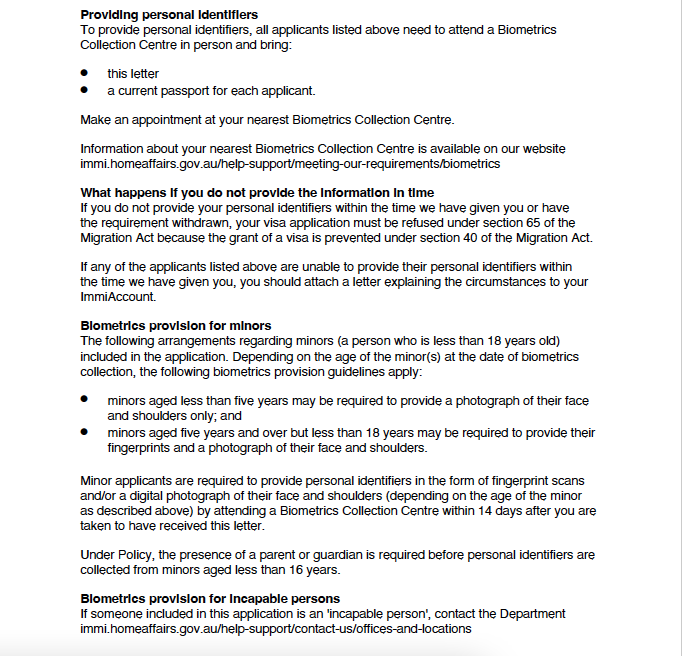 Providing personal identifiers
To provide personal identifiers, all applicants listed above need to attend a Biometrics
Collection Centre in person and bring:
● this letter
● a current passport for each applicant.
Make an appointment at your nearest Biometrics Collection Centre.
Information about your nearest Biometrics Collection Centre is available on our website
immi.homeaffairs.gov.au/help-support/meeting-our-requirements/biometrics
What happens if you do not provide the information in time
If you do not provide your personal identifiers within the time we have given you or have
the requirement withdrawn, your visa application must be refused under section 65 of the
Migration Act because the grant of a visa is prevented under section 40 of the Migration Act.
If any of the applicants listed above are unable to provide their personal identifiers within
the time we have given you, you should attach a letter explaining the circumstances to your
ImmiAccount.
Biometrics provision for minors
The following arrangements regarding minors (a person who is less than 18 years old)
included in the application. Depending on the age of the minor(s) at the date of biometrics
collection, the following biometrics provision guidelines apply:
● minors aged less than five years may be required to provide a photograph of their face
and shoulders only; and
● minors aged five years and over but less than 18 years may be required to provide their
fingerprints and a photograph of their face and shoulders.
Minor applicants are required to provide personal identifiers in the form of fingerprint scans
and/or a digital photograph of their face and shoulders (depending on the age of the minor
as described above) by attending a Biometrics Collection Centre within 14 days after you are
taken to have received this letter.
Under Policy, the presence of a parent or guardian is required before personal identifiers are
collected from minors aged less than 16 years.
Biometrics provision for incapable persons
If someone included in this application is an 'incapable person', contact the Department
immi.homeaffairs.gov.au/help-support/contact-us/offices-and-locations